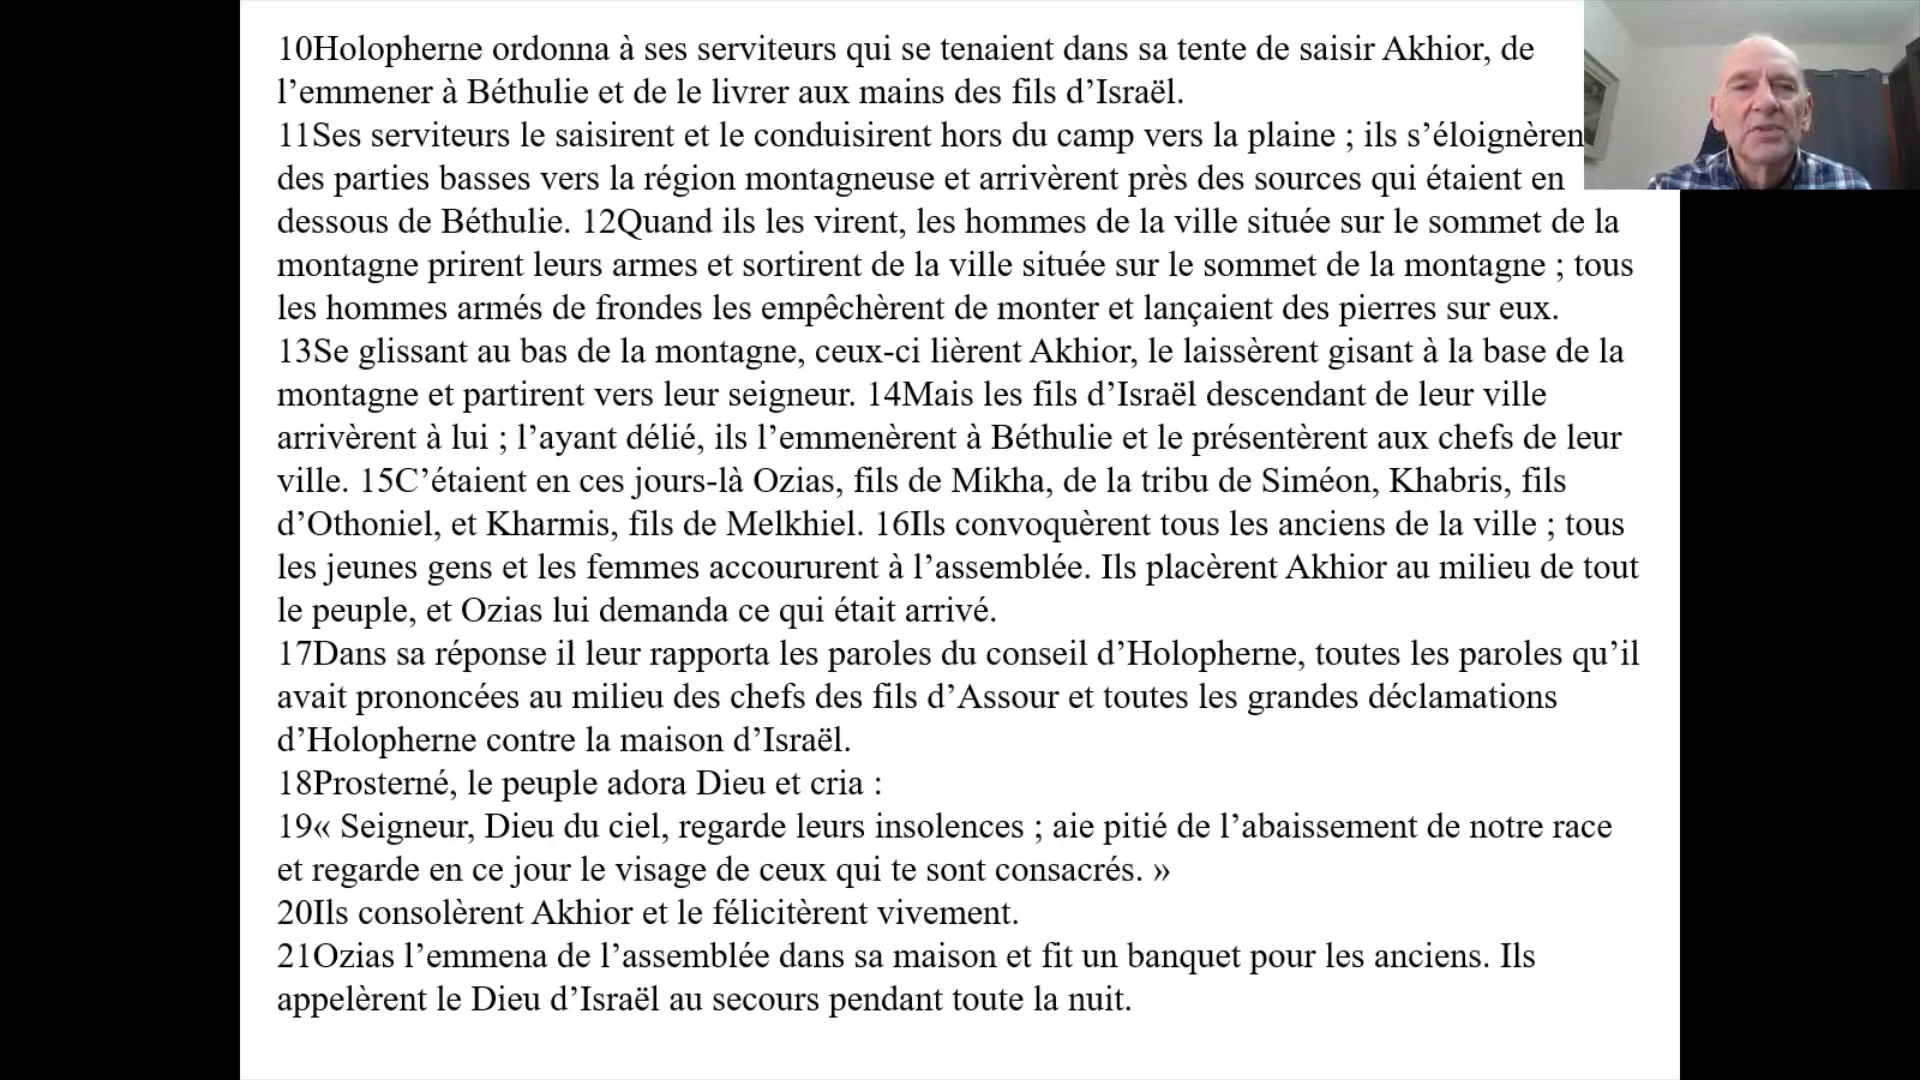 10Holopherne ordonna à ses serviteurs qui se tenaient dans sa tente de saisir Akhior, de
l’emmener à Béthulie et de le livrer aux mains des fils d’Israël.
11Ses serviteurs le saisirent et le conduisirent hors du camp vers la plaine ; ils s’éloignèren
des parties basses vers la région montagneuse et arrivèrent près des sources qui étaient en
dessous de Béthulie. 12Quand ils les virent, les hommes de la ville située sur le sommet de la
montagne prirent leurs armes et sortirent de la ville située sur le sommet de la montagne ; tous
les hommes armés de frondes les empêchèrent de monter et lançaient des pierres sur eux.
13Se glissant au bas de la montagne, ceux-ci lièrent Akhior, le laissèrent gisant à la base de la
montagne et partirent vers leur seigneur. 14Mais les fils d’Israël descendant de leur ville
arrivèrent à lui ; l’ayant délié, ils l’emmenèrent à Béthulie et le présentèrent aux chefs de leur
ville. 15C’étaient en ces jours-là Ozias, fils de Mikha, de la tribu de Siméon, Khabris, fils
d’Othoniel, et Kharmis, fils de Melkhiel. 16Ils convoquèrent tous les anciens de la ville ; tous
les jeunes gens et les femmes accoururent à l’assemblée. Ils placèrent Akhior au milieu de tout
le peuple, et Ozias lui demanda ce qui était arrivé.
17Dans sa réponse il leur rapporta les paroles du conseil d’Holopherne, toutes les paroles qu’il
avait prononcées au milieu des chefs des fils d’Assour et toutes les grandes déclamations
d’Holopherne contre la maison d’Israël.
18Prosterné, le peuple adora Dieu et cria :
19« Seigneur, Dieu du ciel, regarde leurs insolences ; aie pitié de l’abaissement de notre race
et regarde en ce jour le visage de ceux qui te sont consacrés. »
20Ils consolèrent Akhior et le félicitèrent vivement.
21Ozias l’emmena de l’assemblée dans sa maison et fit un banquet pour les anciens. Ils
appelèrent le Dieu d’Israël au secours pendant toute la nuit.